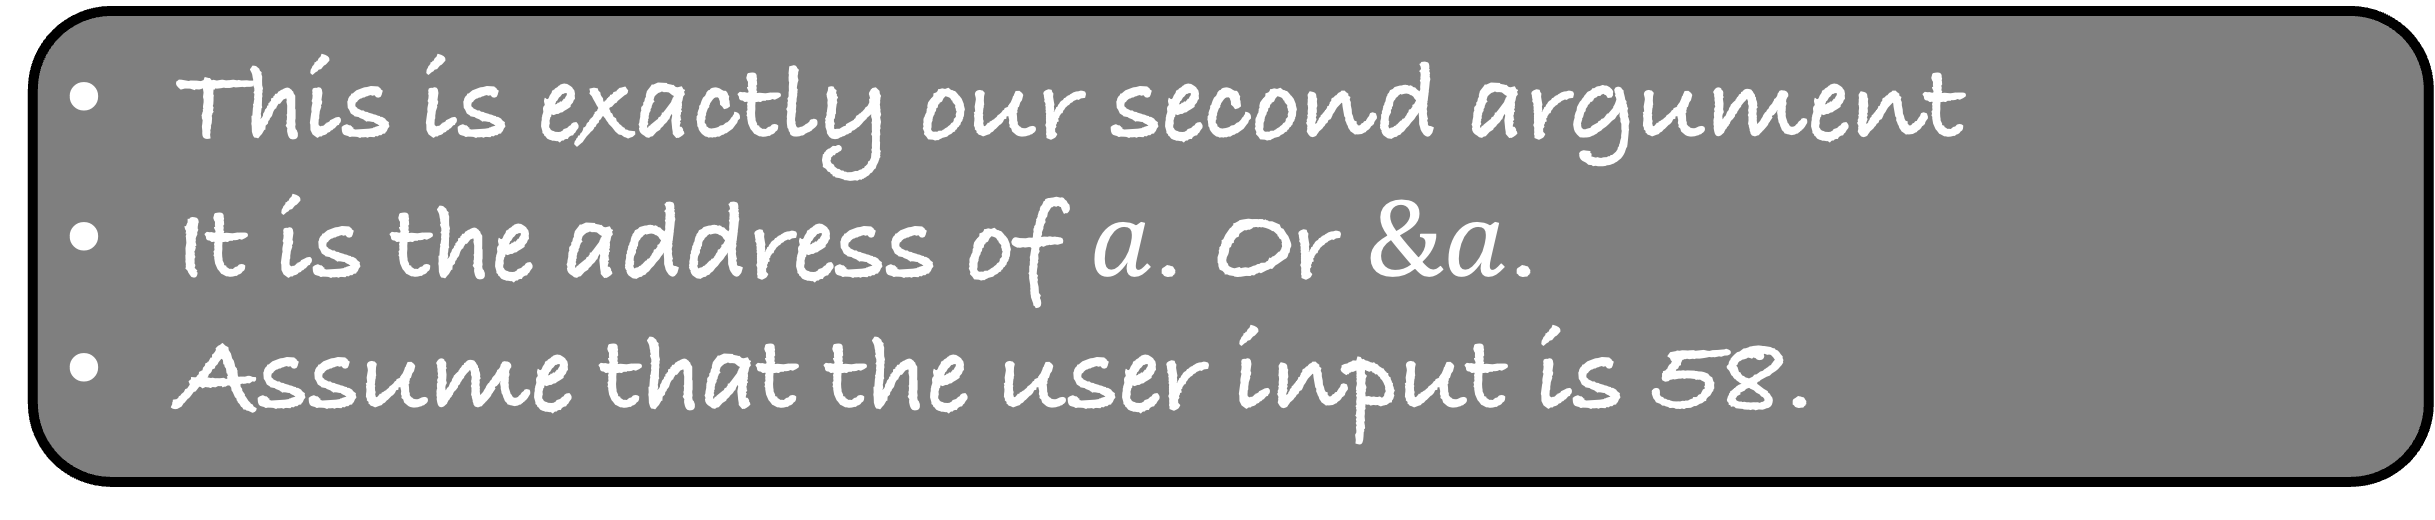 • This is exactly our second argument
• It is the address of a. Or &a.
• Assume that the user input is 58.